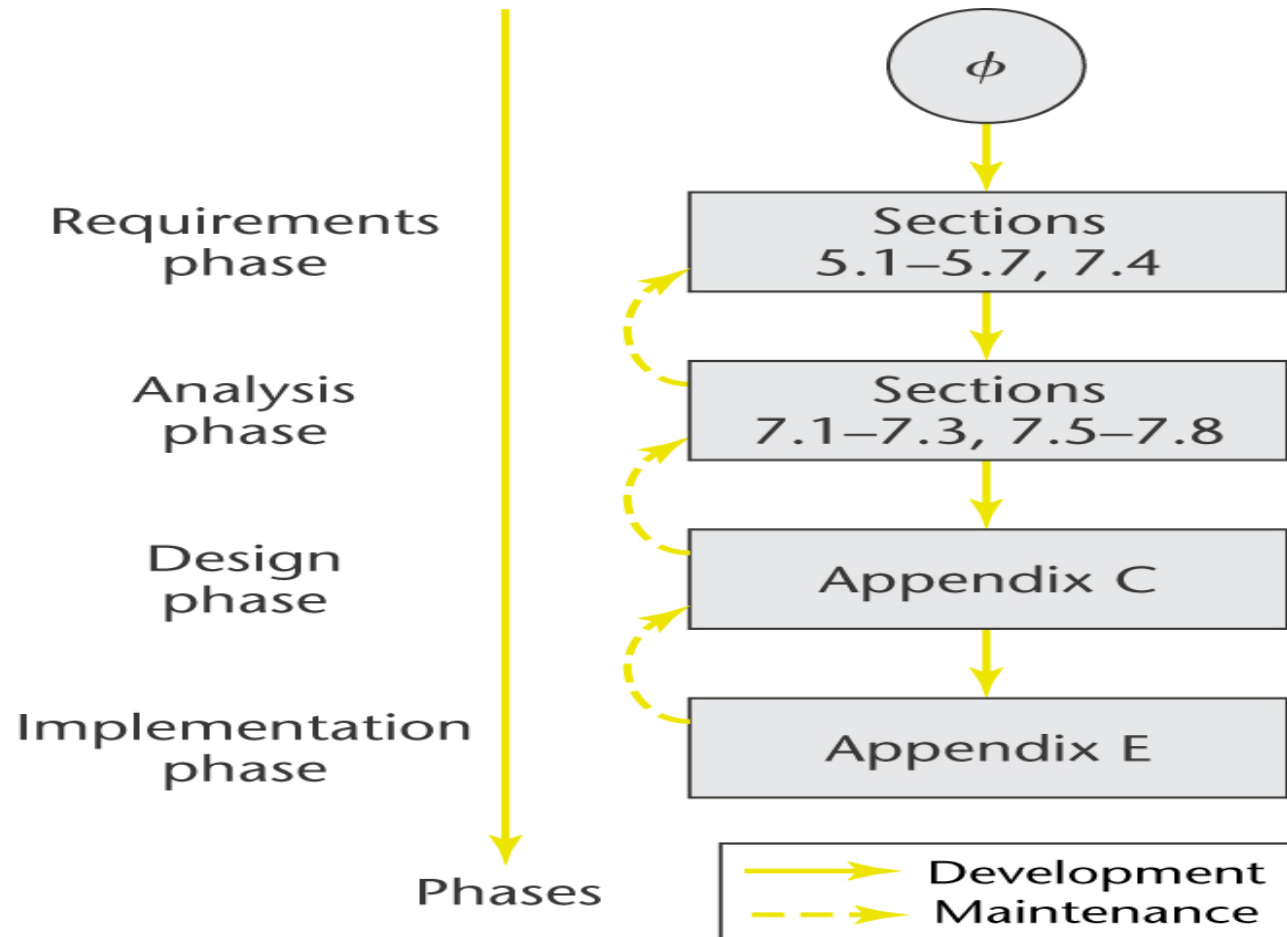 ϕ
Requirements
phase
Sections
5.1–5.7, 7.4
Analysis
phase
Sections
7.1–7.3, 7.5–7.8
Design
phase
Appendix C
Implementation
phase
Appendix E
Phases
Development
Maintenance